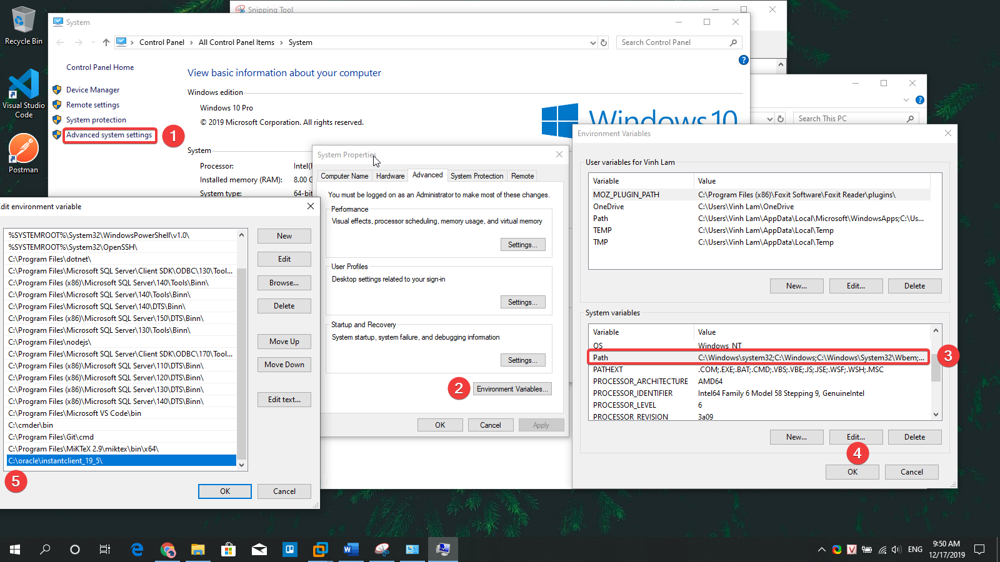 Recycle Bin
Visual Studio
Code
Postman
Snipping Tool
System
Control Panel
All Control Panel Items
System
Search Control Panel
Control Panel Home
Device Manager
Remote settings
System protection
Advanced system settings
1
View basic information about your computer
Windows edition
Windows 10 Pro
© 2019 Microsoft Corporation. All rights reserved.
Windows 10
System
Processor:
Installed memory (RAM):
8.00 G
System type:
64-bit
Search This PC
System Properties
Computer Name
Hardware
Advanced
System Protection
Remote
You must be logged on as an Administrator to make most of these changes.
Performance
Visual effects, processor scheduling, memory usage, and virtual memory
Settings...
User Profiles
Desktop settings related to your sign-in
Settings...
Startup and Recovery
System startup, system failure, and debugging information
Settings...
2
Environment Variables...
OK
Cancel
Apply
Edit environment variable
%SYSTEMROOT%\System32\WindowsPowerShell\v1.0\
%SYSTEMROOT%\System32\OpenSSH\
C:\Program Files\dotnet\
C:\Program Files\Microsoft SQL Server\Client SDK\ODBC\130\Tool...
C:\Program Files (x86)\Microsoft SQL Server\140\Tools\Binn\
C:\Program Files\Microsoft SQL Server\140\Tools\Binn\
C:\Program Files\Microsoft SQL Server\140\DTS\Binn\
C:\Program Files (x86)\Microsoft SQL Server\150\DTS\Binn\
C:\Program Files\Microsoft SQL Server\130\Tools\Binn\
C:\Program Files\nodejs\
C:\Program Files\Microsoft SQL Server\Client SDK\ODBC\170\Tool...
C:\Program Files (x86)\Microsoft SQL Server\110\DTS\Binn\
C:\Program Files (x86)\Microsoft SQL Server\120\DTS\Binn\
C:\Program Files (x86)\Microsoft SQL Server\130\DTS\Binn\
C:\Program Files (x86)\Microsoft SQL Server\140\DTS\Binn\
C:\Program Files\Microsoft VS Code\bin
C:\cmder\bin
C:\Program Files\Git\cmd
C:\Program Files\MiKTeX 2.9\miktex\bin\x64\
C:\oracle\instantclient_19_5\
5
New
Edit
Browse...
Delete
Move Up
Move Down
Edit text...
OK
Cancel
Environment Variables
User variables for Vinh Lam
Variable Value
MOZ_PLUGIN_PATH C:\Program Files (x86)\Foxit Software\Foxit Reader\plugins\
OneDrive C:\Users\Vinh Lam\OneDrive
Path C:\Users\Vinh Lam\AppData\Local\Microsoft\WindowsApps;C:\Us...
TEMP C:\Users\Vinh Lam\AppData\Local\Temp
TMP C:\Users\Vinh Lam\AppData\Local\Temp
New... Edit... Delete
System variables
Variable Value
OS Windows_NT
Path C:\Windows\system32;C:\Windows;C:\Windows\System32\Wbem;...
3
PATHEXT .COM;.EXE;.BAT;.CMD;.VBS;.VBE;.JS;.JSE;.WSF;.WSH;.MSC
PROCESSOR_ARCHITECTURE AMD64
PROCESSOR_IDENTIFIER Intel64 Family 6 Model 58 Stepping 9, GenuineIntel
PROCESSOR_LEVEL 6
PROCESSOR_REVISION 3a09
New... Edit... Delete
4
OK Cancel
ENG
9:50 AM
12/17/2019